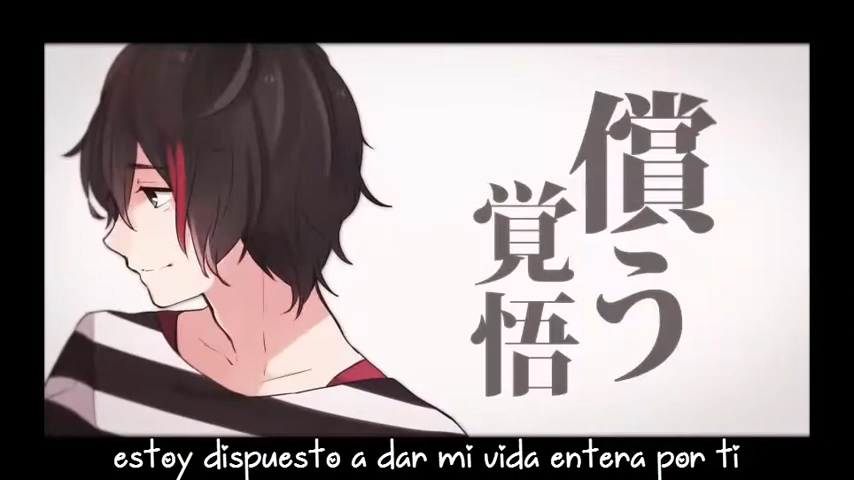 償う
覚悟
estoy dispuesto a dar mi vida entera por ti